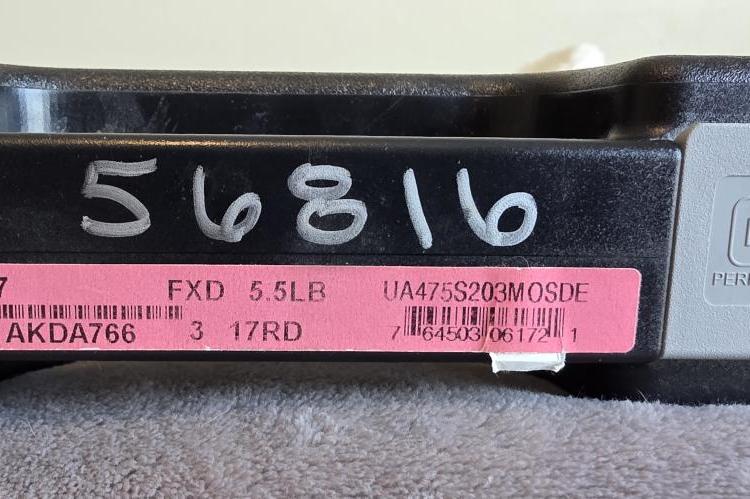 56816
7 FXD 5.5LB UA475S203MOSDE
AKDA766 3 17RD 7 64503 06172 1